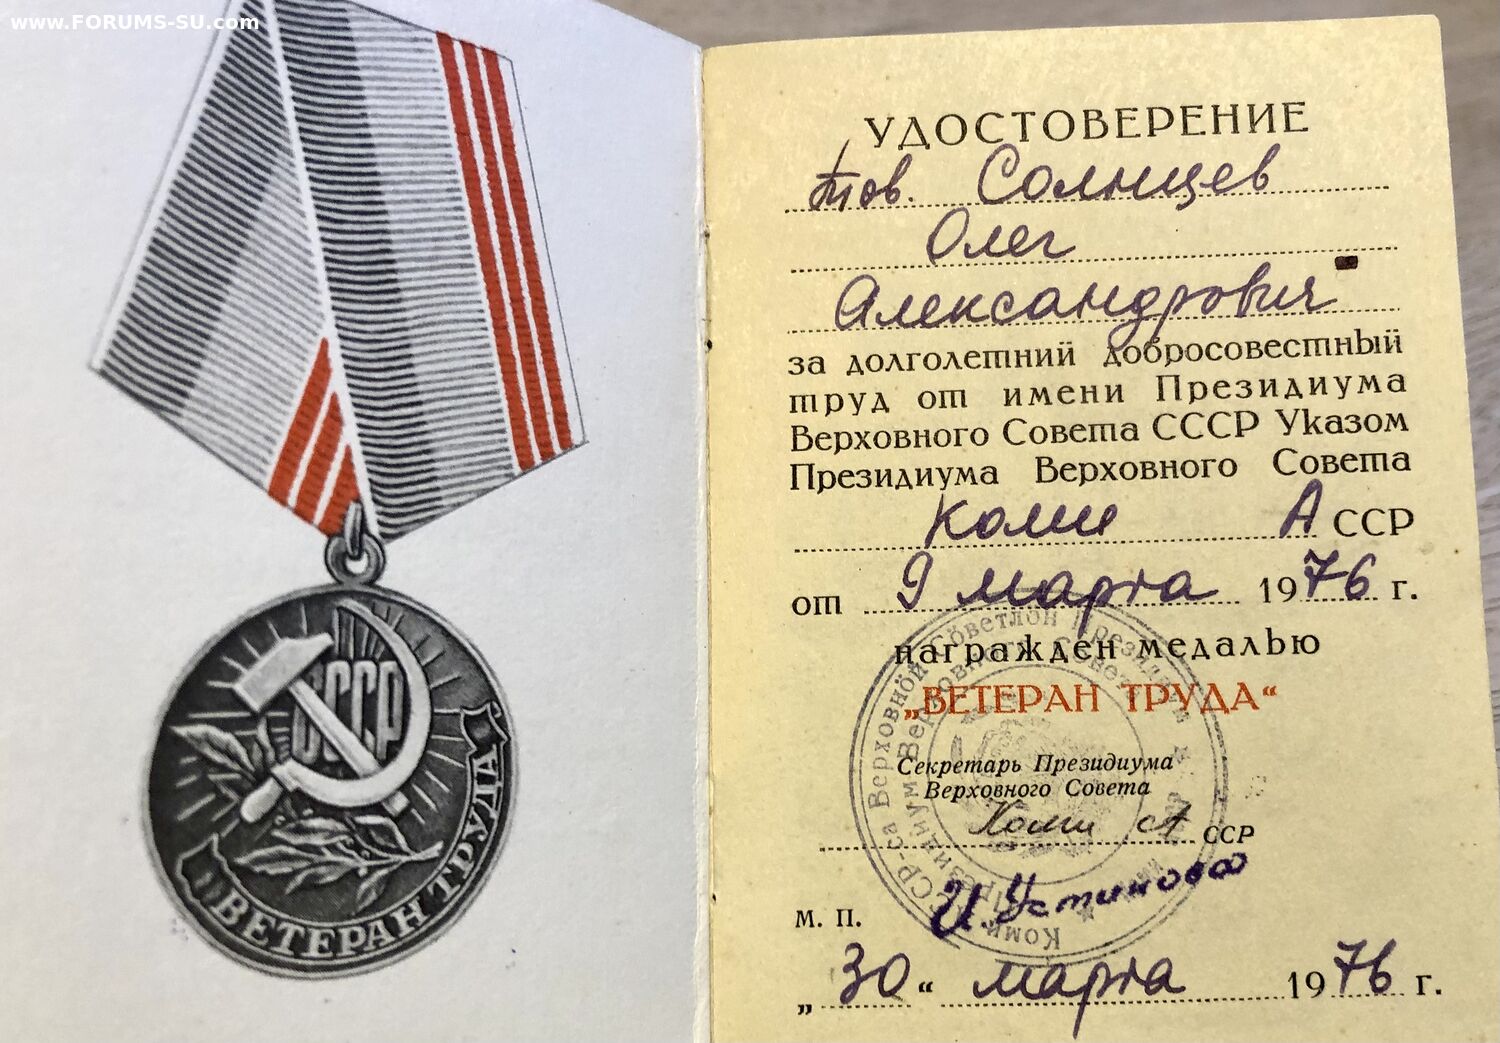 www.FORUMS-SU.com
СССР
ВЕТЕРАН ТРУДА
УДОСТОВЕРЕНИЕ
тов. Солнцев
Олег
Александрович
за долголетний добросовестный
труд от имени Президиума
Верховного Совета СССР Указом
Президиума Верховного Совета
Коми АССР
от 9 марта 1976 г.
награжден медалью
„ВЕТЕРАН ТРУДА“
Секретарь Президиума
Верховного Совета
Коми АССР
М. П. И. Устинова
„30“ марта 1976 г.